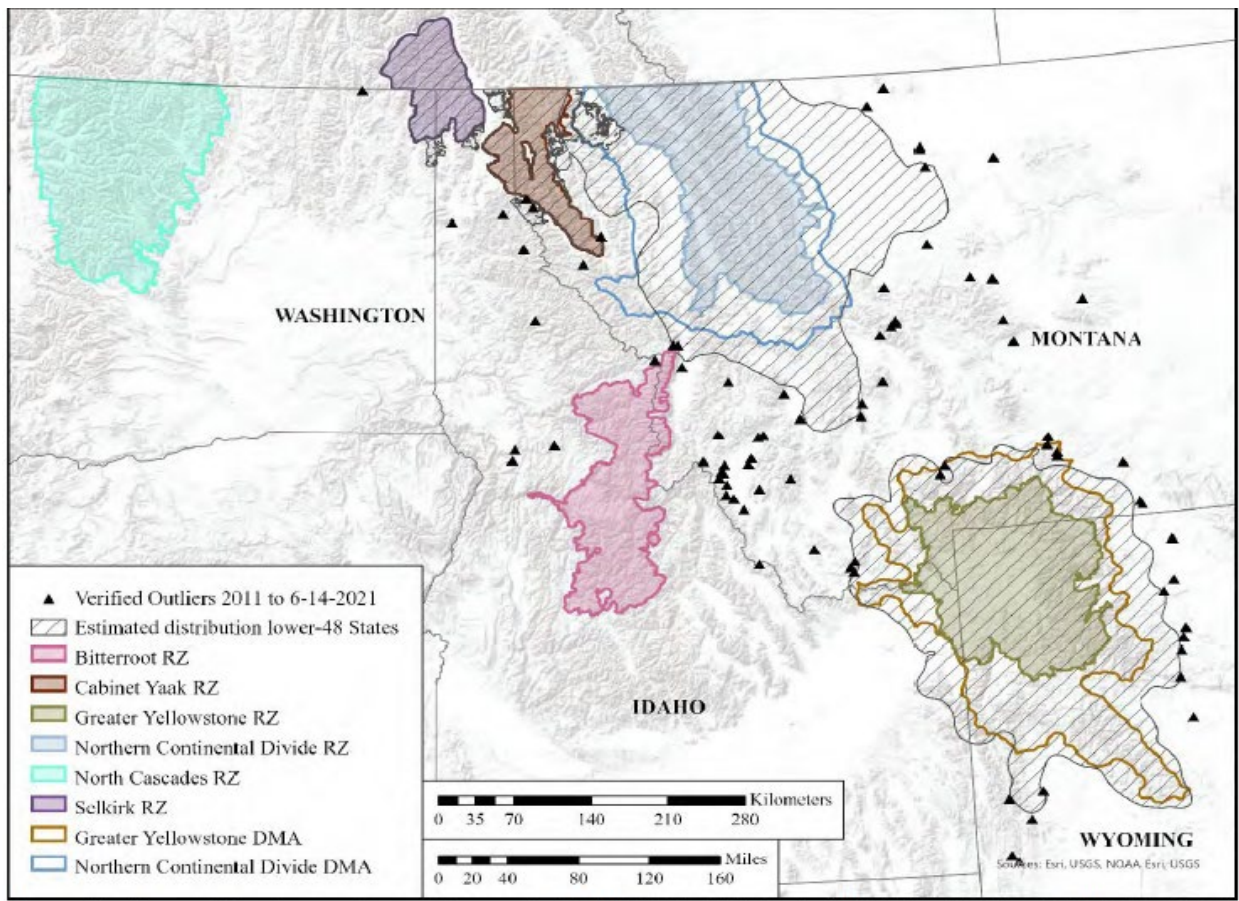 WASHINGTON
MONTANA
IDAHO
WYOMING
Verified Outliers 2011 to 6-14-2021
Estimated distribution lower-48 States
Bitterroot RZ
Cabinet Yaak RZ
Greater Yellowstone RZ
Northern Continental Divide RZ
North Cascades RZ
Selkirk RZ
Greater Yellowstone DMA
Northern Continental Divide DMA
Kilometers
0 35 70 140 210 280
Miles
0 20 40 80 120 160
Sources: Esri, USGS, NOAA, Esri, USGS